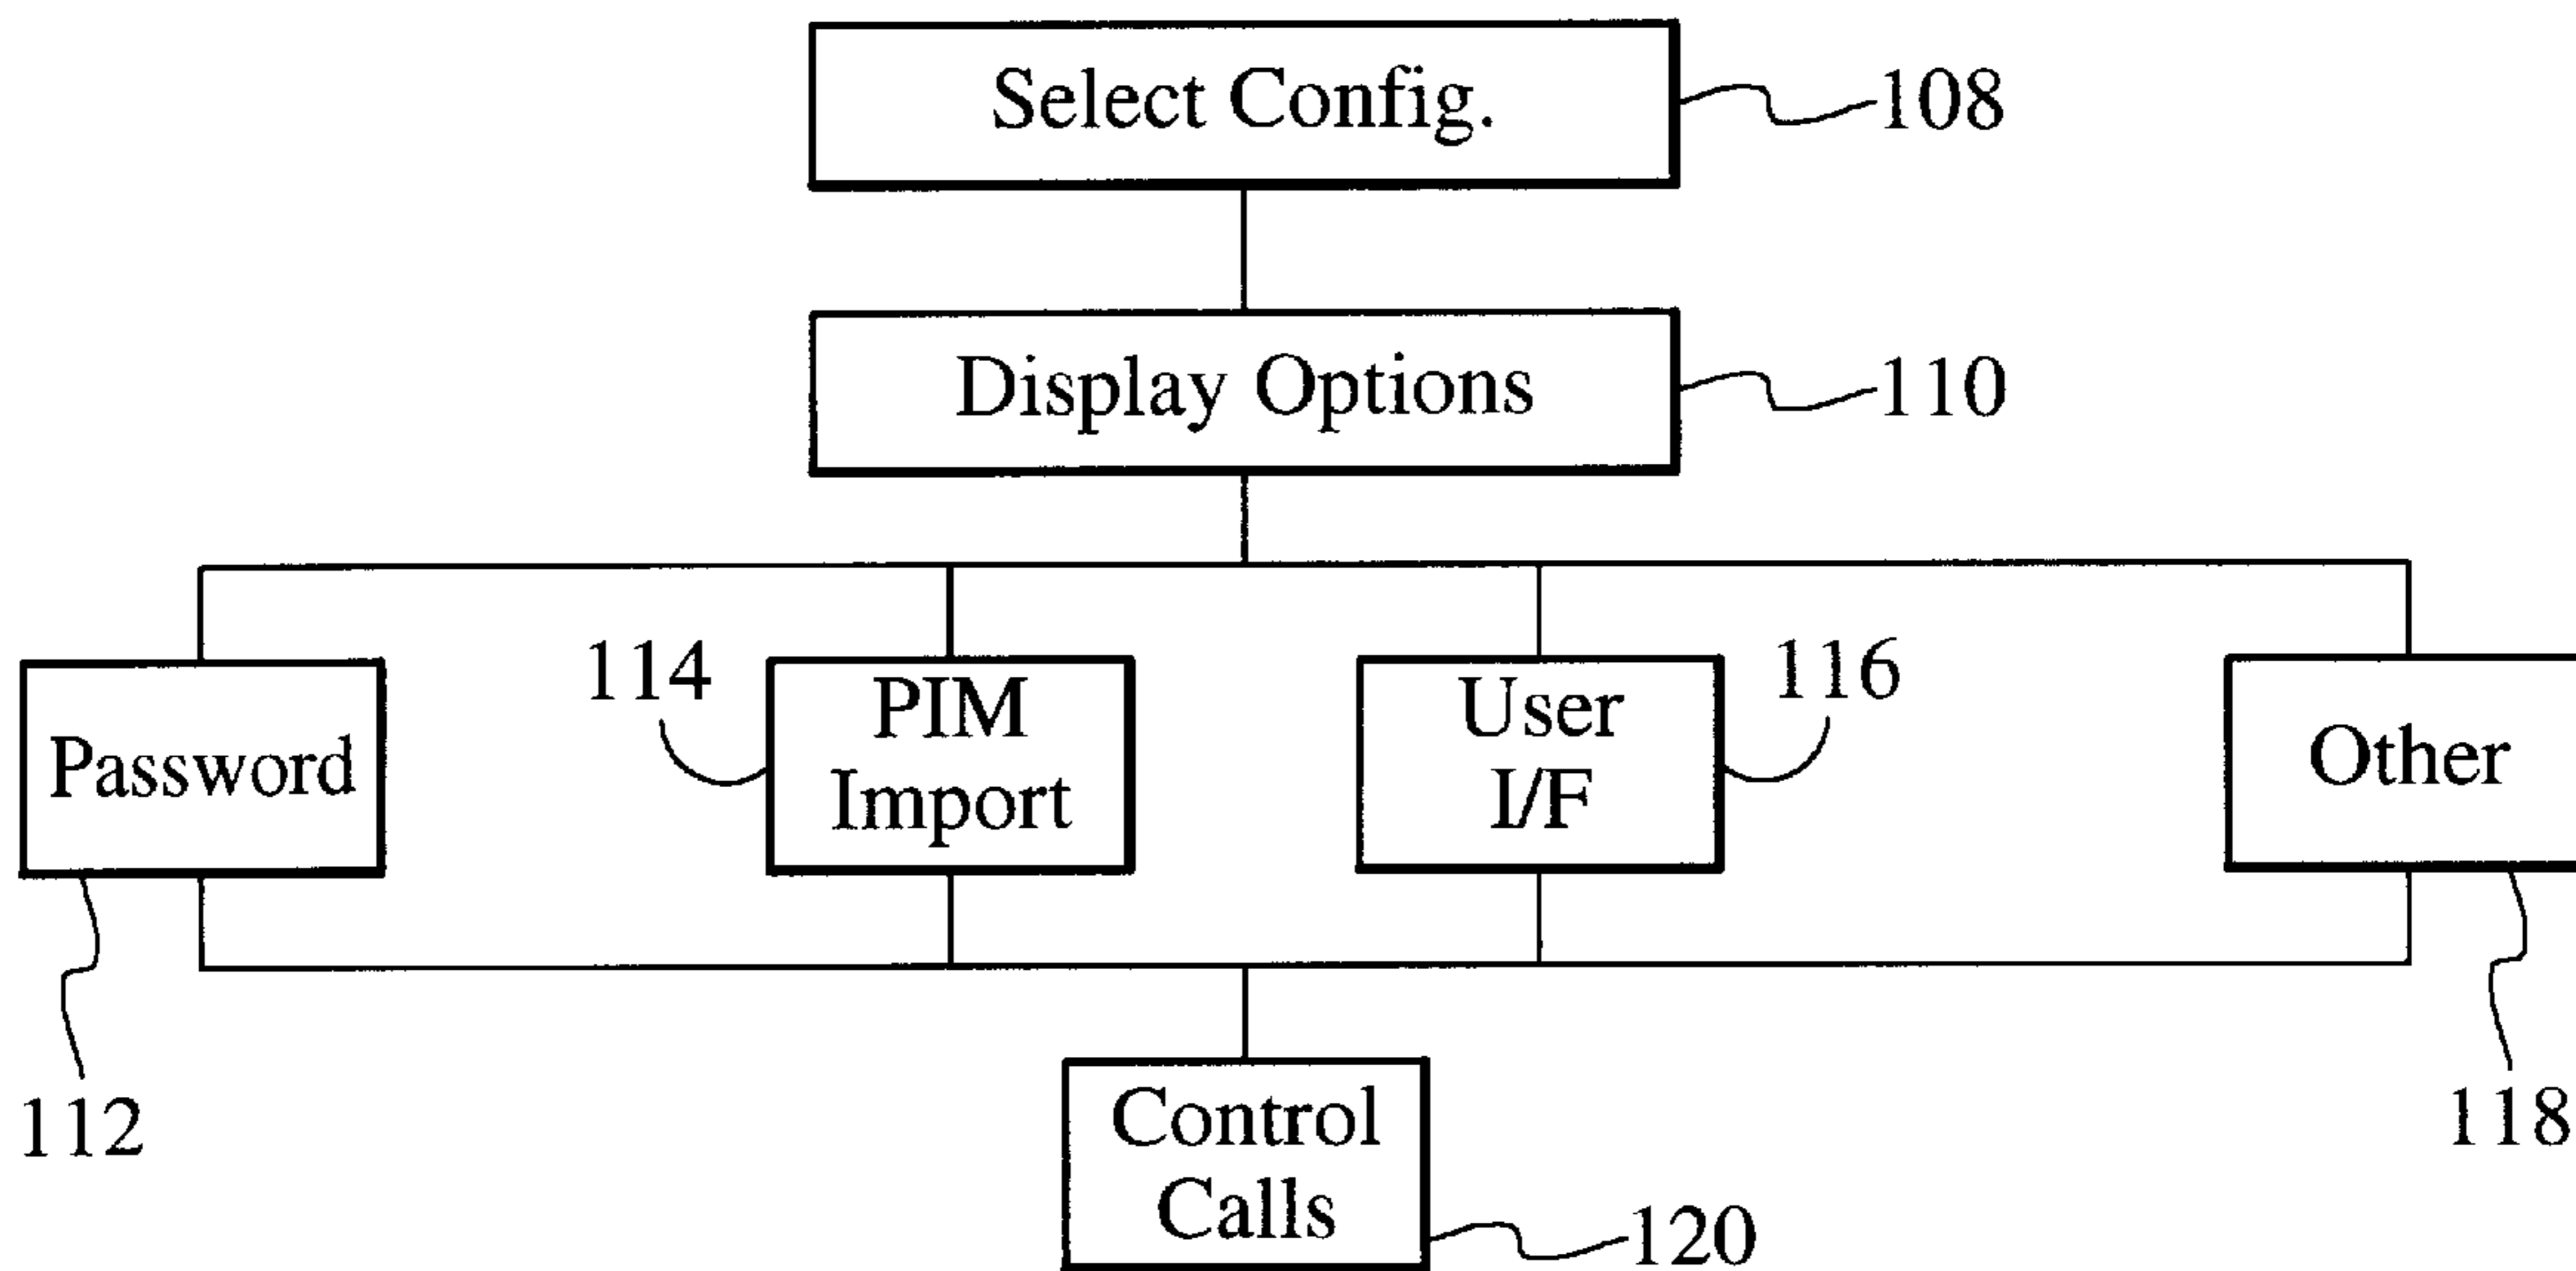 Select Config.
108
Display Options
110
114
PIM
Import
User
I/F
116
Password
Other
112
118
Control
Calls
120